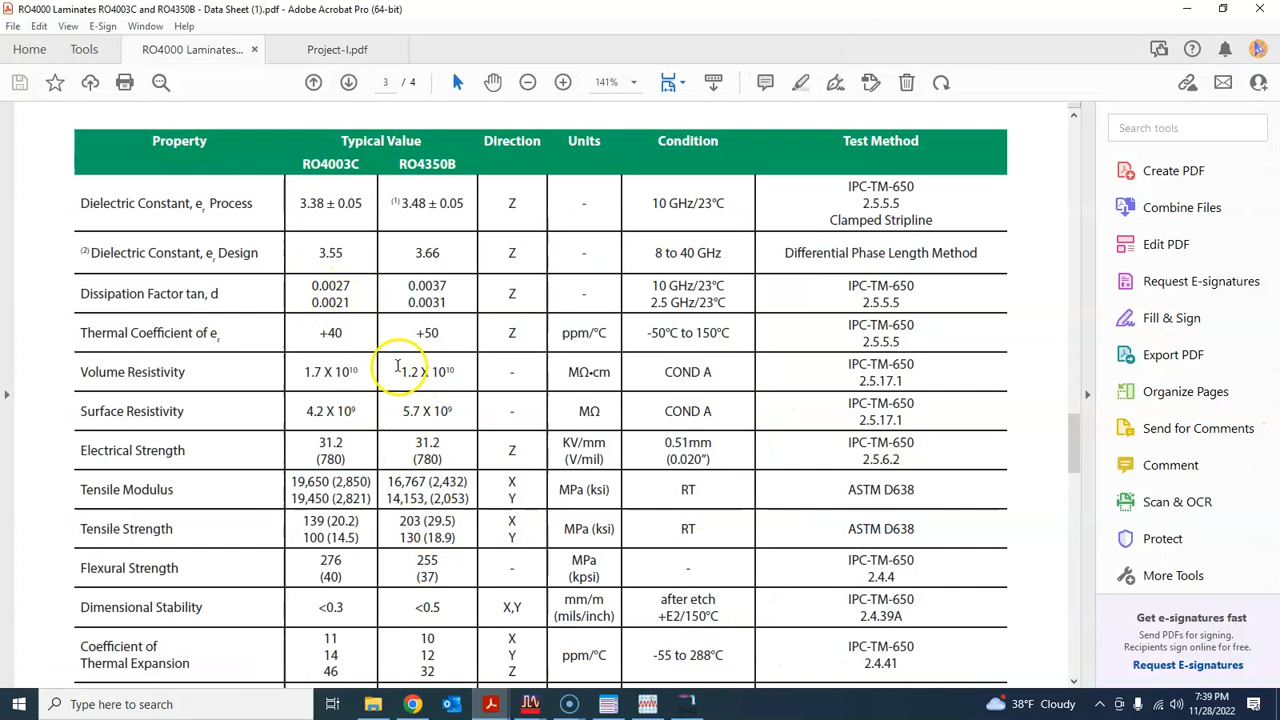 RO4000 Laminates RO4003C and RO4350B - Data Sheet (1).pdf - Adobe Acrobat Pro (64-bit)
File Edit View E-Sign Window Help
Home Tools RO4000 Laminates... × Project-I.pdf
3 / 4 141%
Property Typical Value Direction Units Condition Test Method
RO4003C RO4350B
Dielectric Constant, er Process 3.38 ± 0.05 (1) 3.48 ± 0.05 Z - 10 GHz/23°C IPC-TM-650
2.5.5.5
Clamped Stripline
(2) Dielectric Constant, er Design 3.55 3.66 Z - 8 to 40 GHz Differential Phase Length Method
Dissipation Factor tan, d 0.0027 0.0037 Z - 10 GHz/23°C IPC-TM-650
0.0021 0.0031 2.5 GHz/23°C 2.5.5.5
Thermal Coefficient of er +40 +50 Z ppm/°C -50°C to 150°C IPC-TM-650
2.5.5.5
Volume Resistivity 1.7 X 10¹⁰ 1.2 X 10¹⁰ - MΩ•cm COND A IPC-TM-650
2.5.17.1
Surface Resistivity 4.2 X 10⁹ 5.7 X 10⁹ - MΩ COND A IPC-TM-650
2.5.17.1
Electrical Strength 31.2 31.2 Z KV/mm 0.51mm IPC-TM-650
(780) (780) (V/mil) (0.020”) 2.5.6.2
Tensile Modulus 19,650 (2,850) 16,767 (2,432) X MPa (ksi) RT ASTM D638
19,450 (2,821) 14,153, (2,053) Y
Tensile Strength 139 (20.2) 203 (29.5) X MPa (ksi) RT ASTM D638
100 (14.5) 130 (18.9) Y
Flexural Strength 276 255 - MPa - IPC-TM-650
(40) (37) (kpsi) 2.4.4
Dimensional Stability <0.3 <0.5 X,Y mm/m after etch IPC-TM-650
(mils/inch) +E2/150°C 2.4.39A
Coefficient of 11 10 X ppm/°C -55 to 288°C IPC-TM-650
Thermal Expansion 14 12 Y 2.4.41
46 32 Z
Search tools
Create PDF
Combine Files
Edit PDF
Request E-signatures
Fill & Sign
Export PDF
Organize Pages
Send for Comments
Comment
Scan & OCR
Protect
More Tools
Get e-signatures fast
Send PDFs for signing.
Recipients sign online for free.
Request E-signatures
Type here to search
38°F Cloudy
7:39 PM
11/28/2022